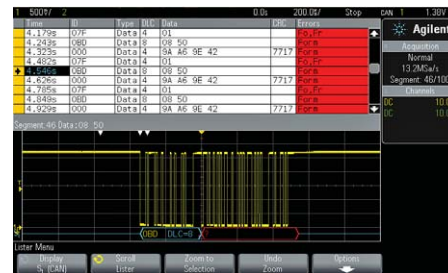 1 500V/ 2 0.0s 200.0s/ Stop CAN 1 1.38V
Time ID Type DLC Data CRC Errors
4.179s 07F Data 4 01 Fo,Fr
4.243s 0BD Data 8 08 50 Form
4.323s 000 Data 4 9A A6 9E 42 7717 Form
4.482s 07F Data 4 01 Fo,Fr
4.546s 0BD Data 8 08 50 Form
4.626s 000 Data 4 9A A6 9E 42 7717 Form
4.785s 07F Data 4 01 Fo,Fr
4.849s 0BD Data 8 08 50 Form
4.929s 000 Data 4 9A A6 9E 42 7717 Form
Agilent
Acquisition
Normal
13.2MSa/s
Segment 46/100
Channels
DC 10.0
DC 10.0
Segment:46 Data:08 50
0BD DLC=8
Lister Menu
Display Scroll Zoom to Undo Options
S1 (CAN) Lister Selection Zoom